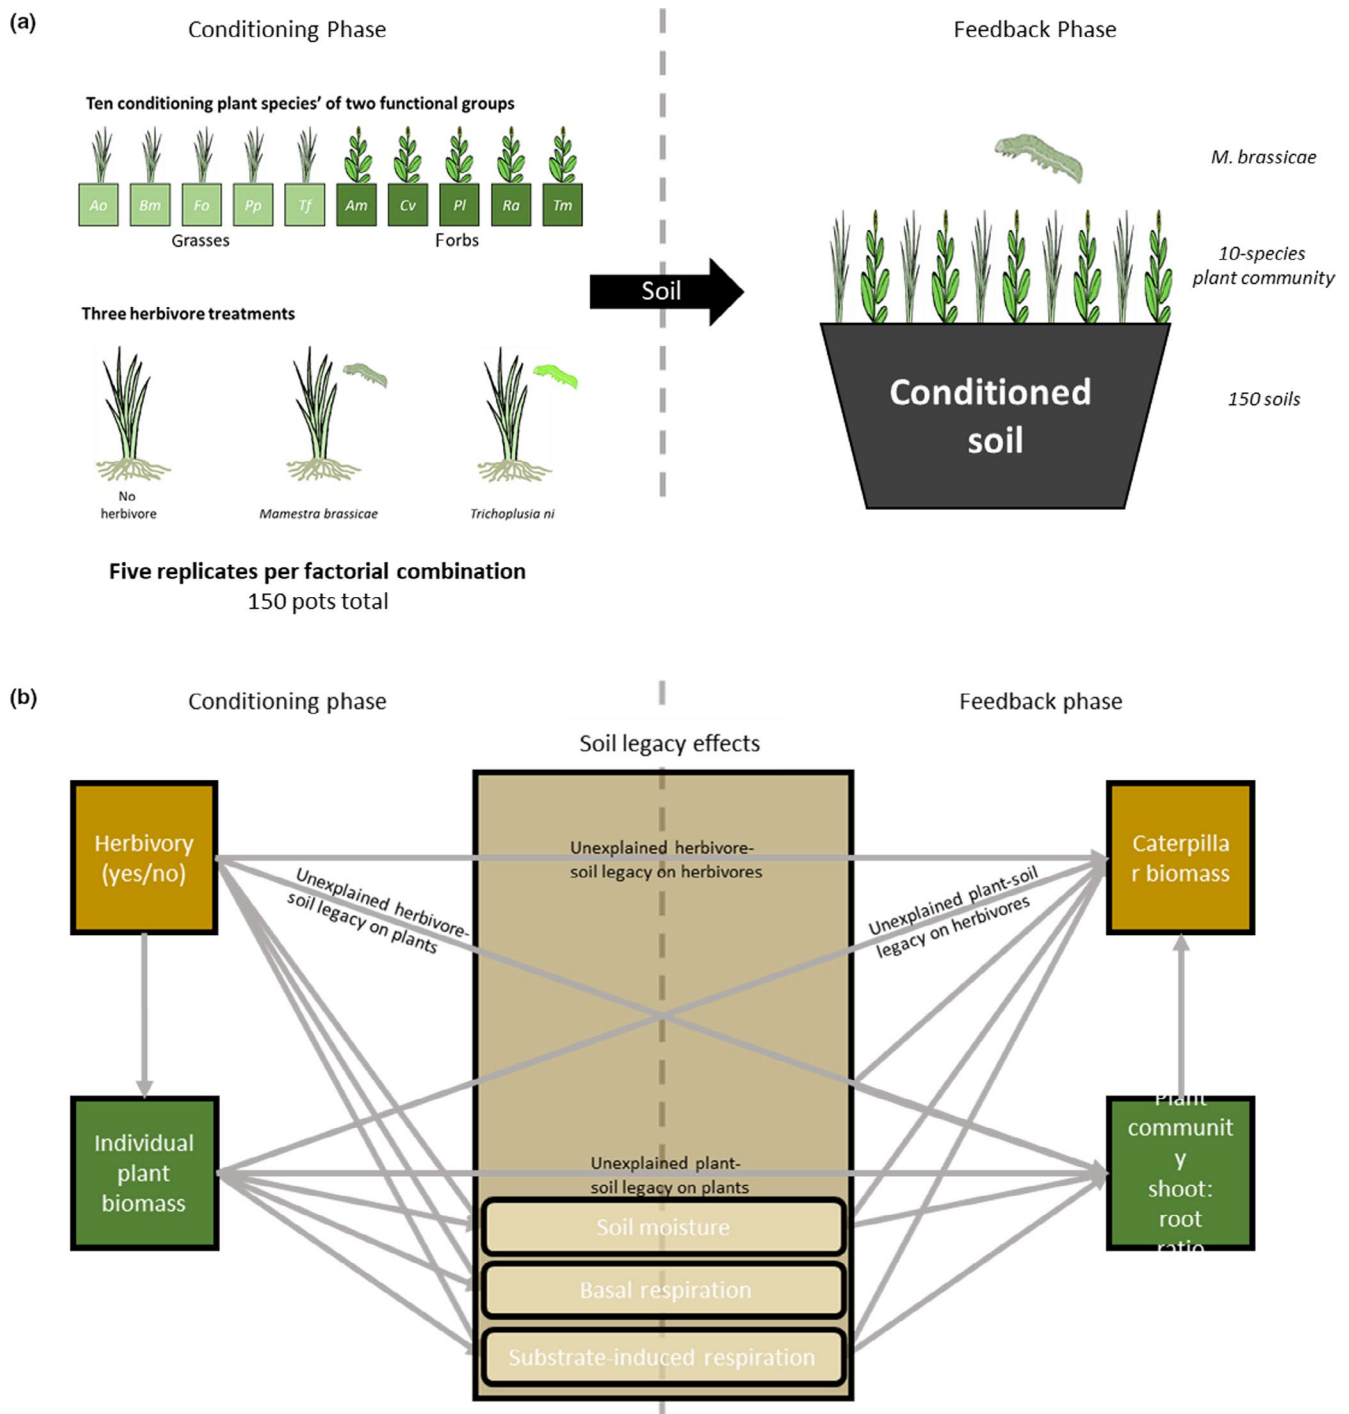 (a)
Conditioning Phase
Feedback Phase
Ten conditioning plant species' of two functional groups
Ao Bm Fo Pp Tf Am Cv Pl Ra Tm
Grasses
Forbs
Three herbivore treatments
No
herbivore
Mamestra brassicae
Trichoplusia ni
Five replicates per factorial combination
150 pots total
Soil
M. brassicae
10-species
plant community
Conditioned
soil
150 soils
(b)
Conditioning phase
Feedback phase
Soil legacy effects
Herbivory
(yes/no)
Unexplained herbivore-
soil legacy on herbivores
Caterpilla
r biomass
Unexplained herbivore-
soil legacy on plants
Unexplained plant-soil
legacy on herbivores
Individual
plant
biomass
Unexplained plant-
soil legacy on plants
Plant
communit
y
shoot:
root
ratio
Soil moisture
Basal respiration
Substrate-induced respiration